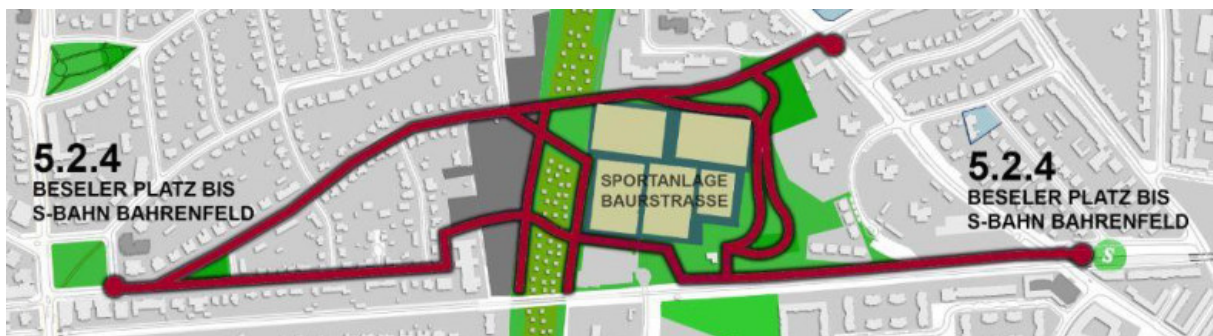 5.2.4
BESELER PLATZ BIS
S-BAHN BAHRENFELD
SPORTANLAGE
BAURSTRASSE
5.2.4
BESELER PLATZ BIS
S-BAHN BAHRENFELD
S